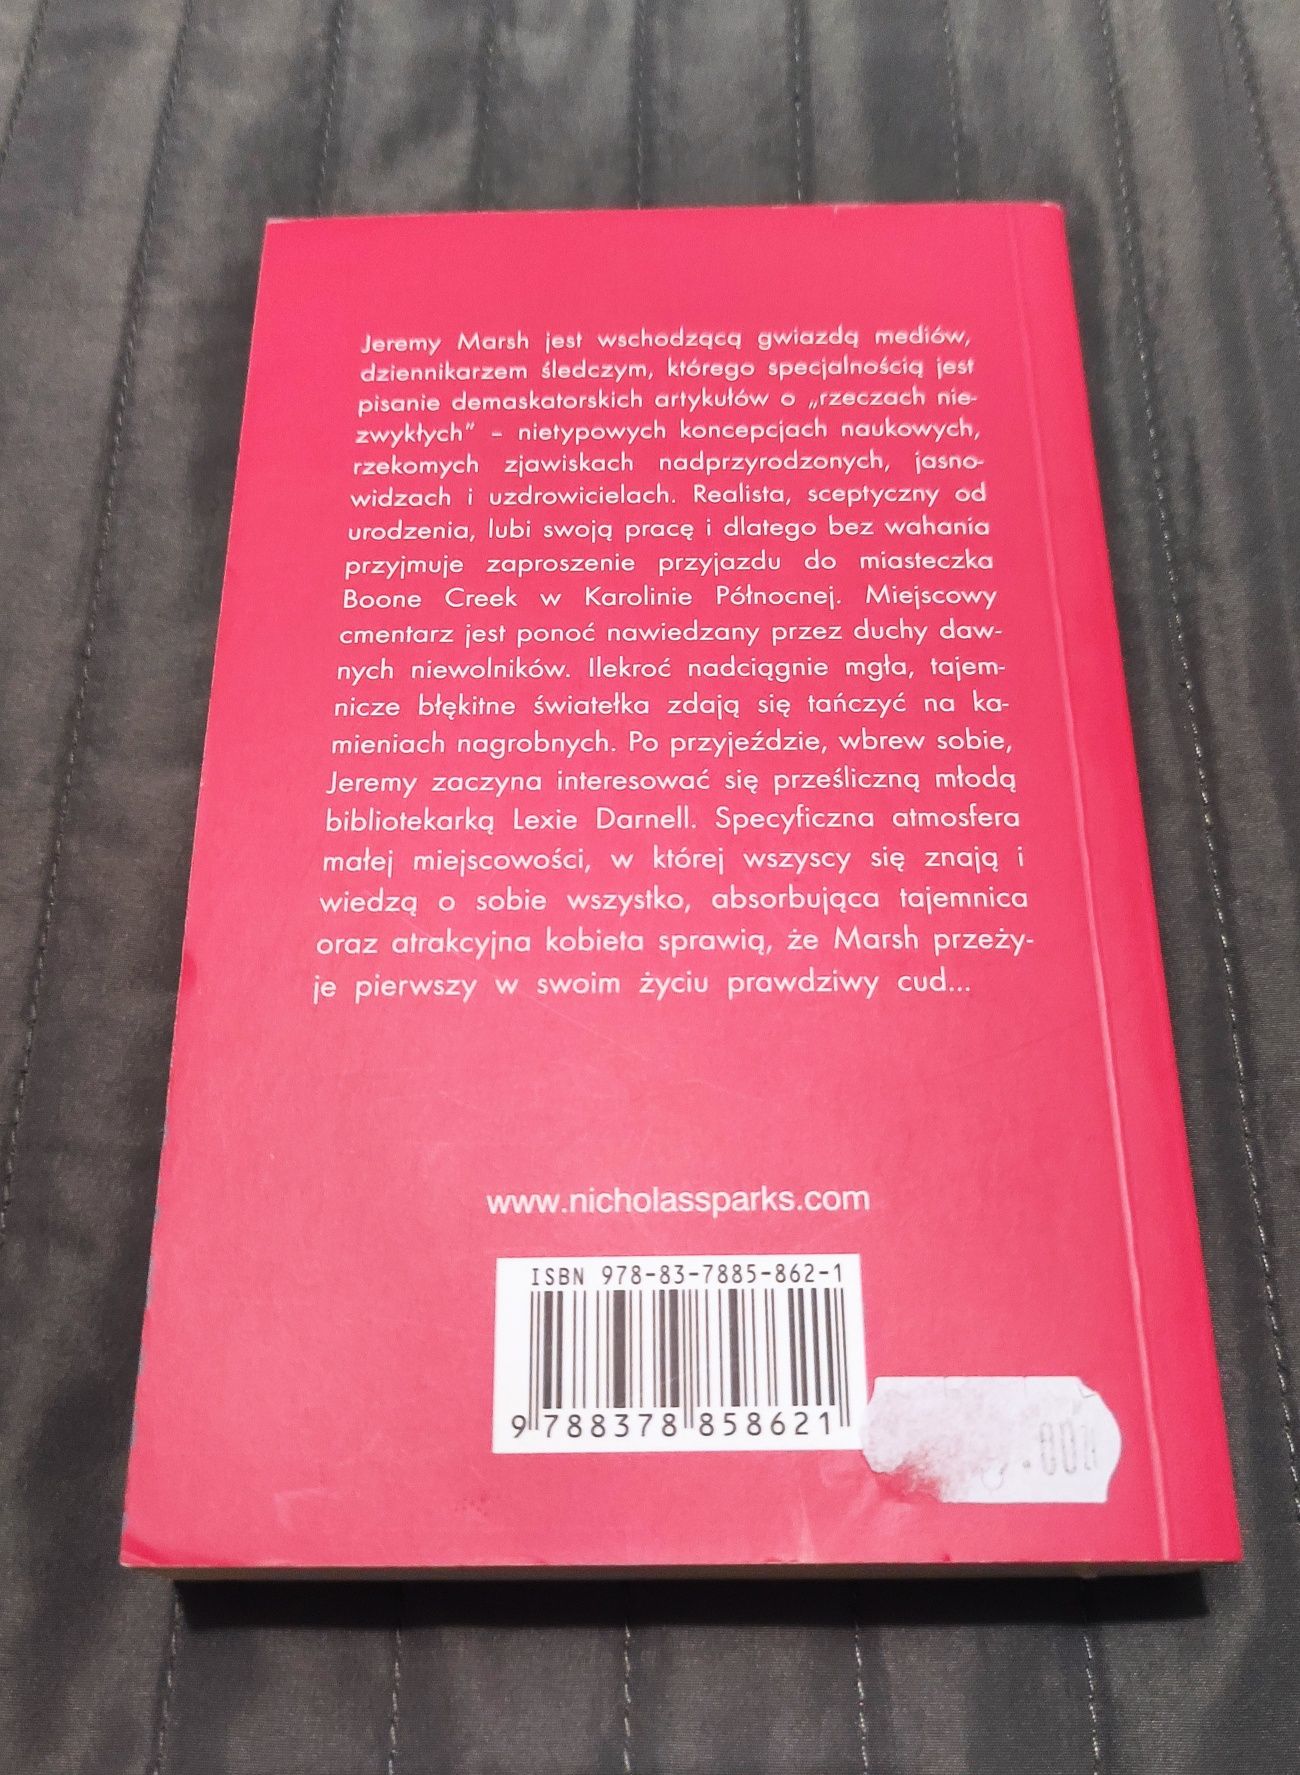 Jeremy Marsh jest wschodzącą gwiazdą mediów,
dziennikarzem śledczym, którego specjalnością jest
pisanie demaskatorskich artykułów o „rzeczach nie-
zwykłych” – nietypowych koncepcjach naukowych,
rzekomych zjawiskach nadprzyrodzonych, jasno-
widzach i uzdrowicielach. Realista, sceptyczny od
urodzenia, lubi swoją pracę i dlatego bez wahania
przyjmuje zaproszenie przyjazdu do miasteczka
Boone Creek w Karolinie Północnej. Miejscowy
cmentarz jest ponoć nawiedzany przez duchy daw-
nych niewolników. Ilekroć nadciągnie mgła, tajem-
nicze błękitne światełka zdają się tańczyć na ka-
mieniach nagrobnych. Po przyjeździe, wbrew sobie,
Jeremy zaczyna interesować się prześliczną młodą
bibliotekarką Lexie Darnell. Specyficzna atmosfera
małej miejscowości, w której wszyscy się znają i
wiedzą o sobie wszystko, absorbująca tajemnica
oraz atrakcyjna kobieta sprawią, że Marsh przeży-
je pierwszy w swoim życiu prawdziwy cud...
www.nicholassparks.com
ISBN 978-83-7885-862-1
9 788378 858621